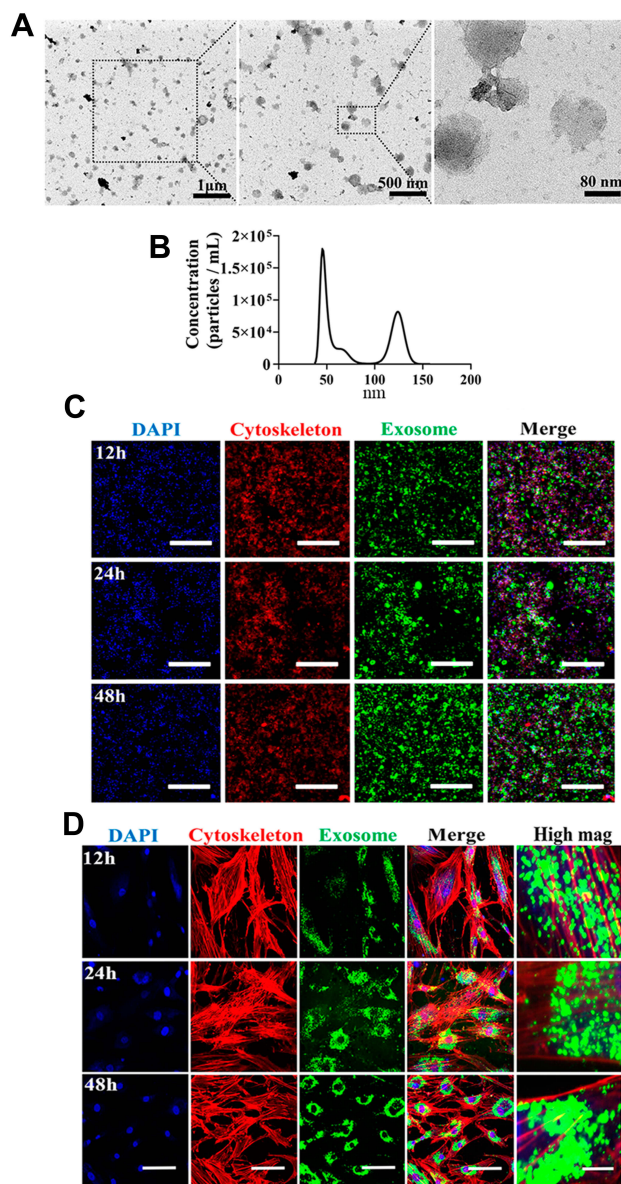 A
1μm
500 nm
80 nm
B
Concentration
(particles / mL)
2×10⁵
1.5×10⁵
1×10⁵
5×10⁴
0
0 50 100 150 200
nm
C
DAPI Cytoskeleton Exosome Merge
12h
24h
48h
D
DAPI Cytoskeleton Exosome Merge High mag
12h
24h
48h